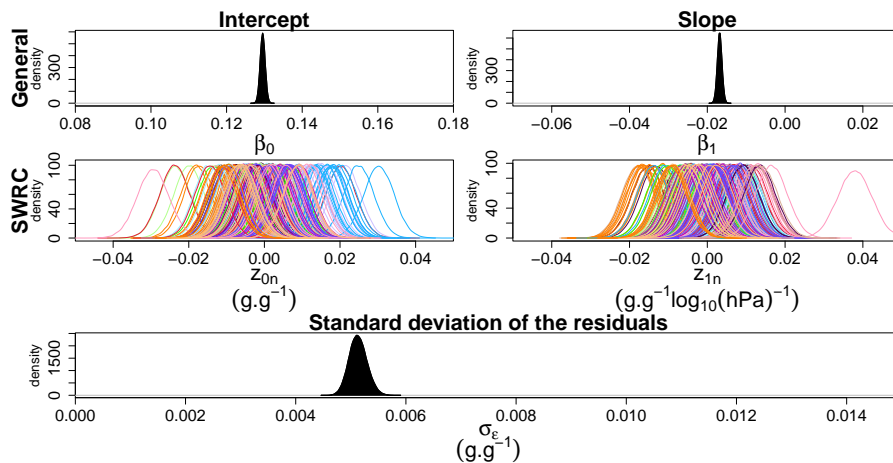 Intercept
Slope
General
density
0 300
0.08 0.10 0.12 0.14 0.16 0.18
β0
density
0 300
−0.06 −0.04 −0.02 0.00 0.02
β1
SWRC
density
0 40 100
−0.04 −0.02 0.00 0.02 0.04
z0n
(g.g−1)
density
0 40 100
−0.04 −0.02 0.00 0.02 0.04
z1n
(g.g−1log10(hPa)−1)
Standard deviation of the residuals
density
0 1500
0.000 0.002 0.004 0.006 0.008 0.010 0.012 0.014
σε
(g.g−1)